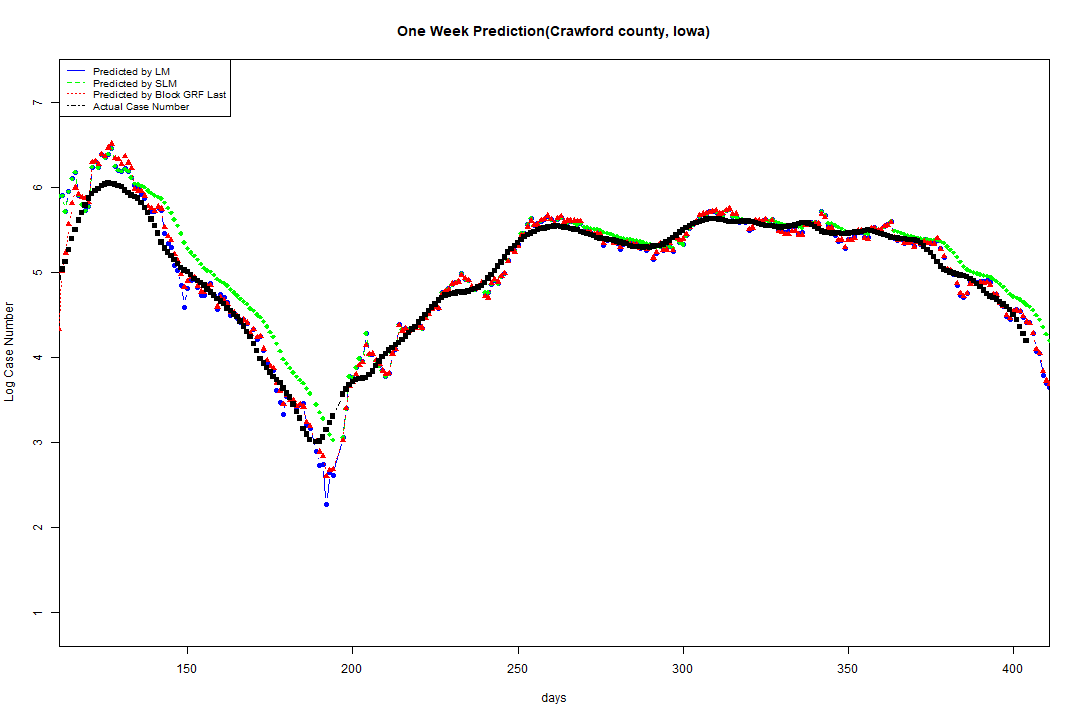 One Week Prediction(Crawford county, Iowa)
Predicted by LM
Predicted by SLM
Predicted by Block GRF Last
Actual Case Number
7
6
5
4
3
2
1
Log Case Number
150 200 250 300 350 400
days